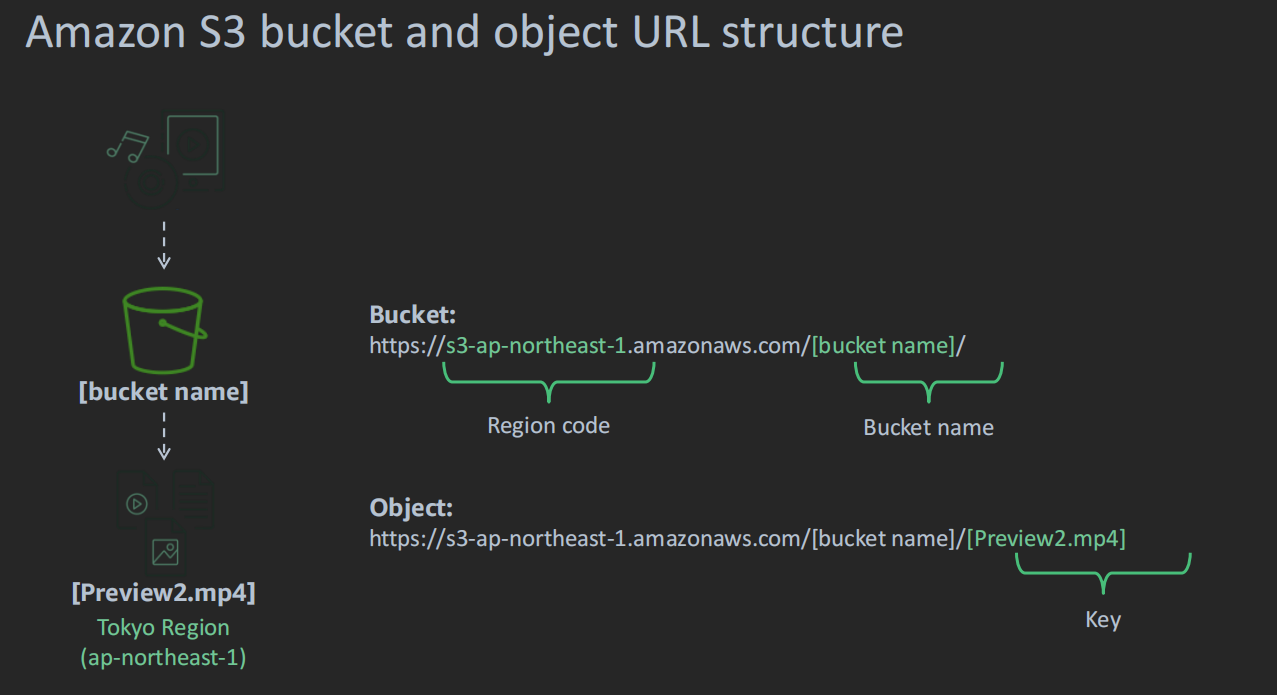 Amazon S3 bucket and object URL structure
[bucket name]
Bucket:
https://s3-ap-northeast-1.amazonaws.com/[bucket name]/
Region code
Bucket name
Object:
https://s3-ap-northeast-1.amazonaws.com/[bucket name]/[Preview2.mp4]
Key
[Preview2.mp4]
Tokyo Region
(ap-northeast-1)